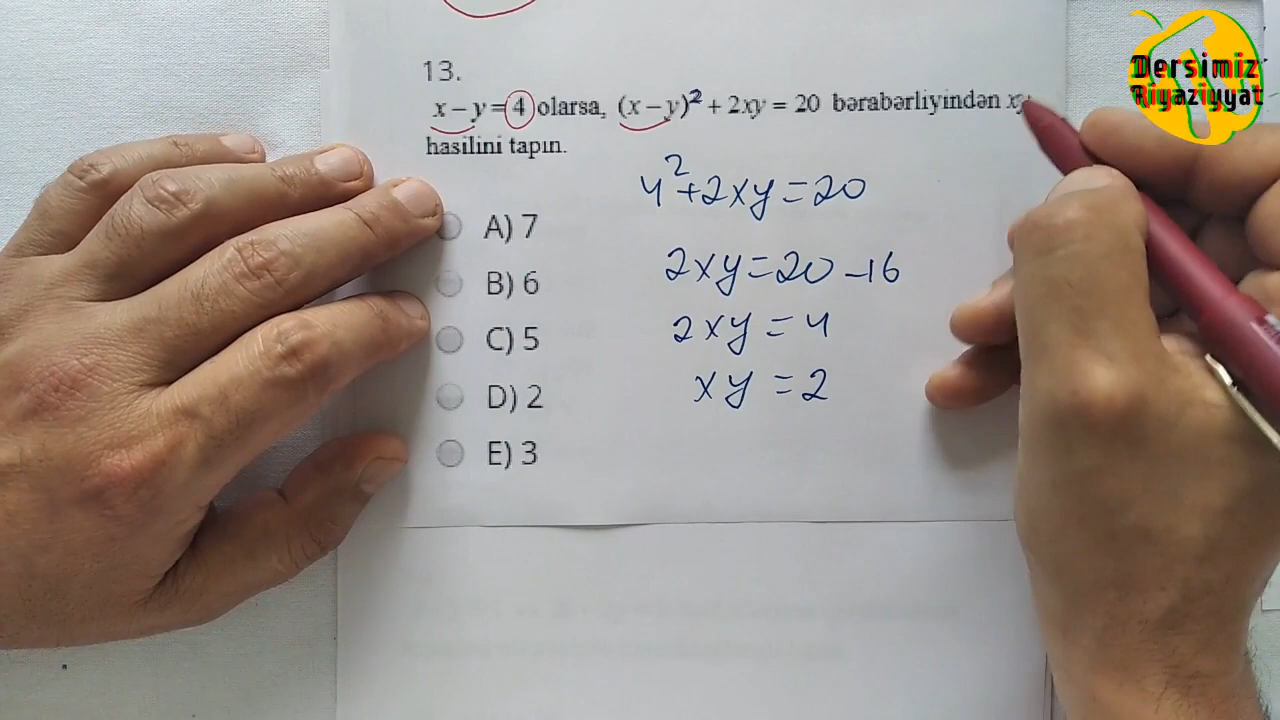 Dersimiz
Riyaziyyat
13.
x − y = 4 olarsa, (x − y)² + 2xy = 20 bərabərliyindən xy
hasilini tapın.
A) 7
B) 6
C) 5
D) 2
E) 3
4² + 2xy = 20
2xy = 20 − 16
2xy = 4
xy = 2